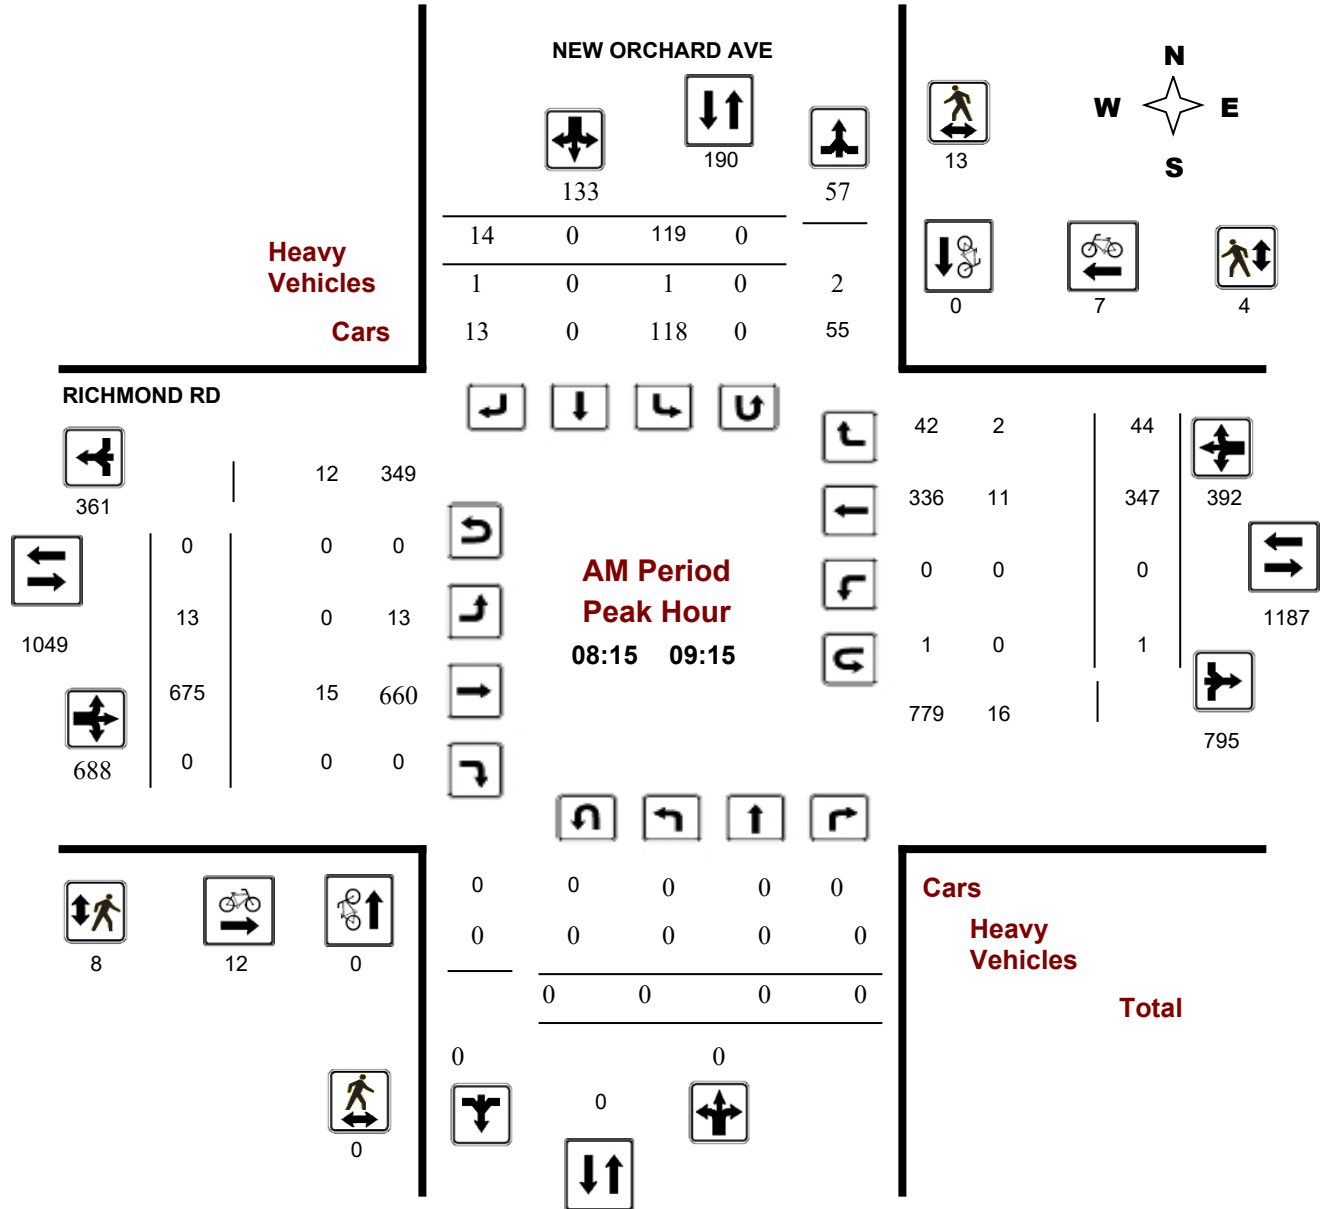 NEW ORCHARD AVE
N
W E
S
190
13
133 57
14 0 119 0
Heavy
Vehicles
1 0 1 0 2
Cars
13 0 118 0 55
0 7 4
RICHMOND RD
42 2 44
12 349
361
336 11 347 392
0 0 0
AM Period
0 0 0
13 0 13
Peak Hour
1187
1049
08:15 09:15
1 0 1
675 15 660
779 16
795
688
0 0 0
0 0 0 0 0
Cars
0 0 0 0 0
Heavy
Vehicles
8 12 0
0 0 0 0
Total
0 0
0
0